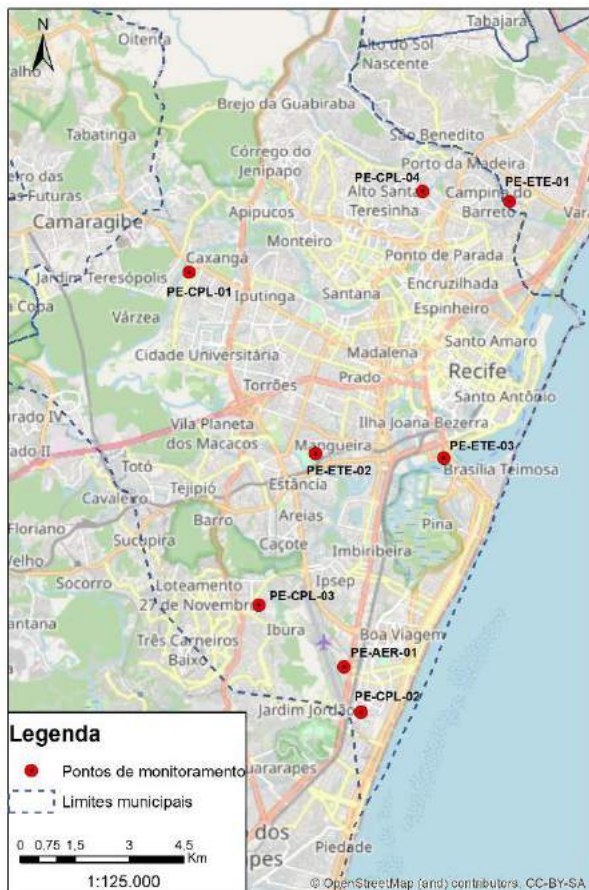 N
Tabajara
Oitenta
Alto do Sol
Nascente
Brejo da Guabiraba
Tabatinga
São Benedito
Córrego do
Jenipapo
Porto da Madeira
PE-CPL-04
PE-ETE-01
Alto Santa
Teresinha
Campina do
Barreto
das Futuras
Camaragibe
Apipucos
Monteiro
Ponto de Parada
Caxangá
Jardim Teresópolis
PE-CPL-01
Iputinga
Santana
Encruzilhada
Espinheiro
Várzea
Santo Amaro
Cidade Universitária
Madalena
Recife
Prado
Torrões
Santo Antônio
Vila Planeta
dos Macacos
Ilha Joana Bezerra
Mangueira
PE-ETE-03
Totó
PE-ETE-02
Brasília Teimosa
Estância
Cavaleiro
Tejipió
Areias
Barro
Pina
Floriano
Sucupira
Caçote
Imbiribeira
Socorro
Loteamento
27 de Novembro
Ipsep
PE-CPL-03
Ibura
Boa Viagem
Três Carneiros
Baixo
PE-AER-01
PE-CPL-02
Jardim Jordão
Legenda
Pontos de monitoramento
Limites municipais
0 0,75 1,5 3 4,5
Km
1:125.000
Piedade
© OpenStreetMap (and) contributors, CC-BY-SA